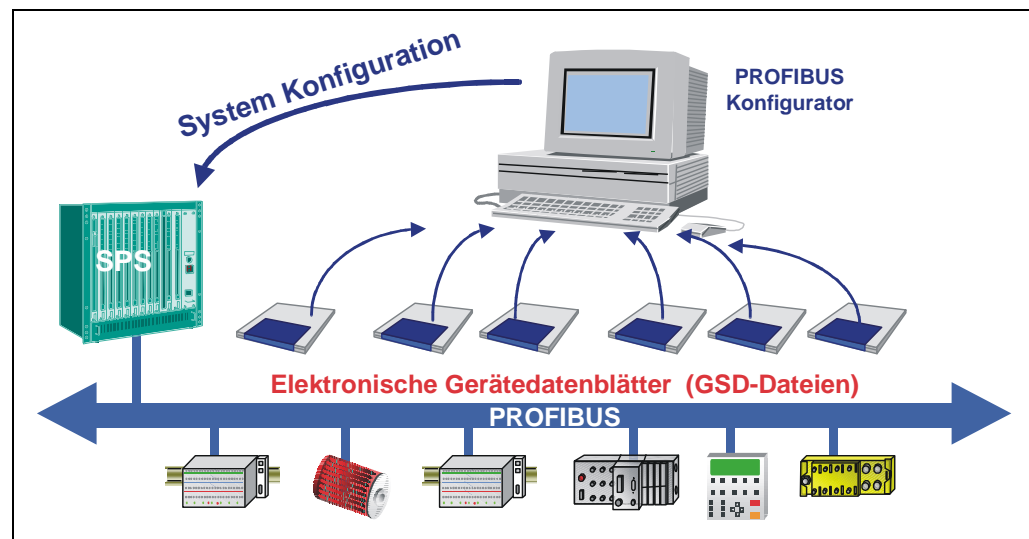 System Konfiguration
PROFIBUS
Konfigurator
SPS
Elektronische Gerätedatenblätter (GSD-Dateien)
PROFIBUS